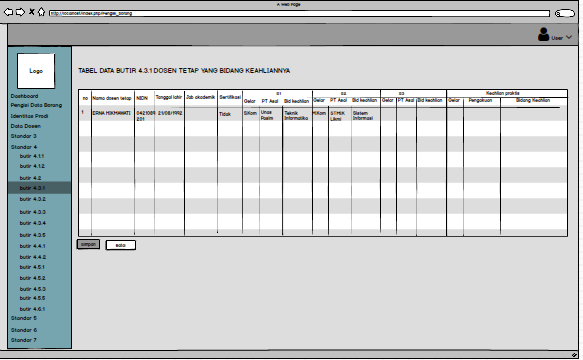 A Web Page
http://localhost/index.php/Pengisi_borang
User
Logo
TABEL DATA BUTIR 4.3.1 DOSEN TETAP YANG BIDANG KEAHLIANNYA
Dashboard
Pengisi Data Borang
Identitas Prodi
Data Dosen
Standar 3
Standar 4
butir 4.1.1
butir 4.1.2
butir 4.2
butir 4.3.1
butir 4.3.2
butir 4.3.3
butir 4.3.4
butir 4.3.5
butir 4.4.1
butir 4.4.2
butir 4.5.1
butir 4.5.2
butir 4.5.3
butir 4.5.5
butir 4.6.1
Standar 5
Standar 6
Standar 7
no Nama dosen tetap NIDN Tanggal lahir Jab akademik Sertifikasi S1 S2 S3 Keahlian praktis
Gelar PT Asal Bid keahlian Gelar PT Asal Bid keahlian Gelar PT Asal Bid keahlian Gelar Pengakuan Bidang Keahlian
1 ERNA HIKMAWATI 0421089201 21/08/1992 Tidak S.Kom Unas Pasim Teknik Informatika M.Kom STMIK Likmi Sistem Informasi
simpan batal